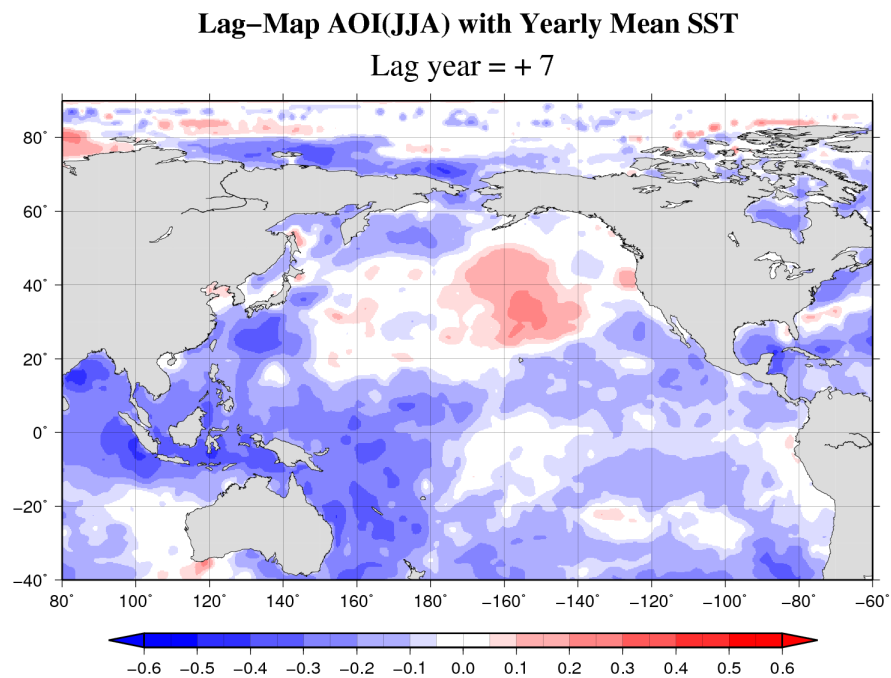 Lag−Map AOI(JJA) with Yearly Mean SST
Lag year = + 7
80˚
60˚
40˚
20˚
0˚
−20˚
−40˚
80 100 120 140 160 180 −160˚ −140˚ −120˚ −100˚ −80˚ −60˚
−0.6 −0.5 −0.4 −0.3 −0.2 −0.1 0.0 0.1 0.2 0.3 0.4 0.5 0.6